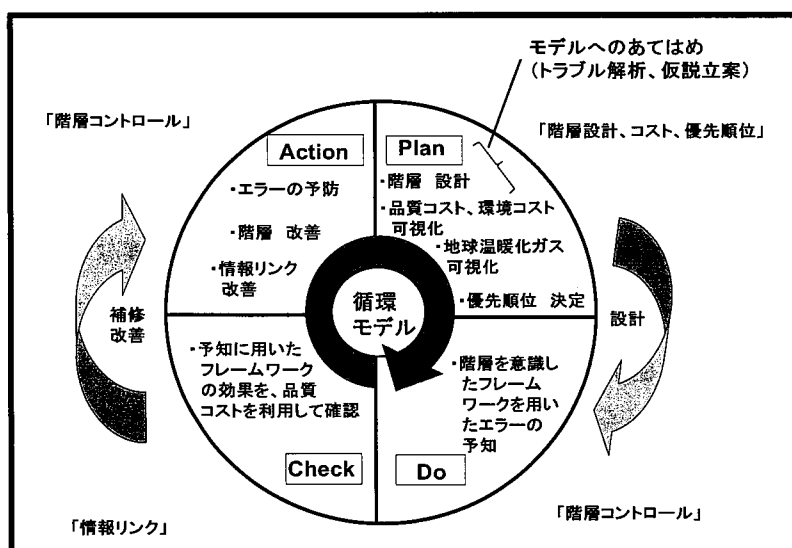 モデルへのあてはめ
(トラブル解析、仮説立案)
「階層コントロール」
「階層設計、コスト、優先順位」
Action
・エラーの予防
・階層 改善
・情報リンク
改善
Plan
・階層 設計
・品質コスト、環境コスト
可視化
・地球温暖化ガス
可視化
・優先順位 決定
循環
モデル
補修
改善
設計
・予知に用いた
フレームワーク
の効果を、品質
コストを利用して確認
Check
・階層を意識し
たフレーム
ワークを用い
たエラーの
予知
Do
「情報リンク」
「階層コントロール」